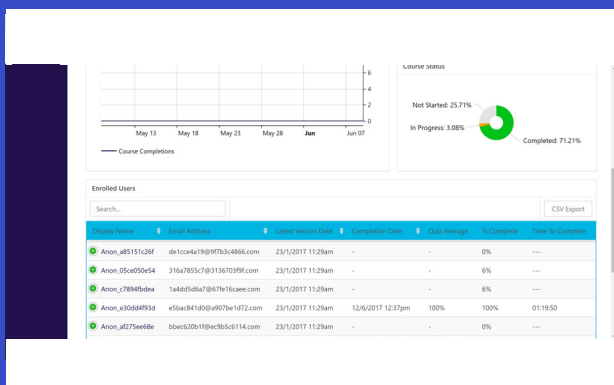 6
Course Status
4
Not Started: 25.71%
2
In Progress: 3.08%
0
Completed: 71.21%
May 13 May 18 May 23 May 28 Jun Jun 07
Course Completions
Enrolled Users
Search.. CSV Export
Display Name Email Address Latest Version Date Completion Date Quiz Average % Complete Time To Complete
Anon_a85151c26f de1cce4a19@9f7b3c4866.com 23/1/2017 11:29am - - 0% ---
Anon_05ce050e54 316a7855c7@3136703f9f.com 23/1/2017 11:29am - - 6% ---
Anon_c7894fbdea 1a4dd5d6a7@67fe16caee.com 23/1/2017 11:29am - - 6% ---
Anon_e30dd4f93d e5bac841d0@a907be1d72.com 23/1/2017 11:29am 12/6/2017 12:37pm 100% 100% 01:19:50
Anon_af275ee68e bbec620b1f@ec9b5c6114.com 23/1/2017 11:29am - - 0% ---